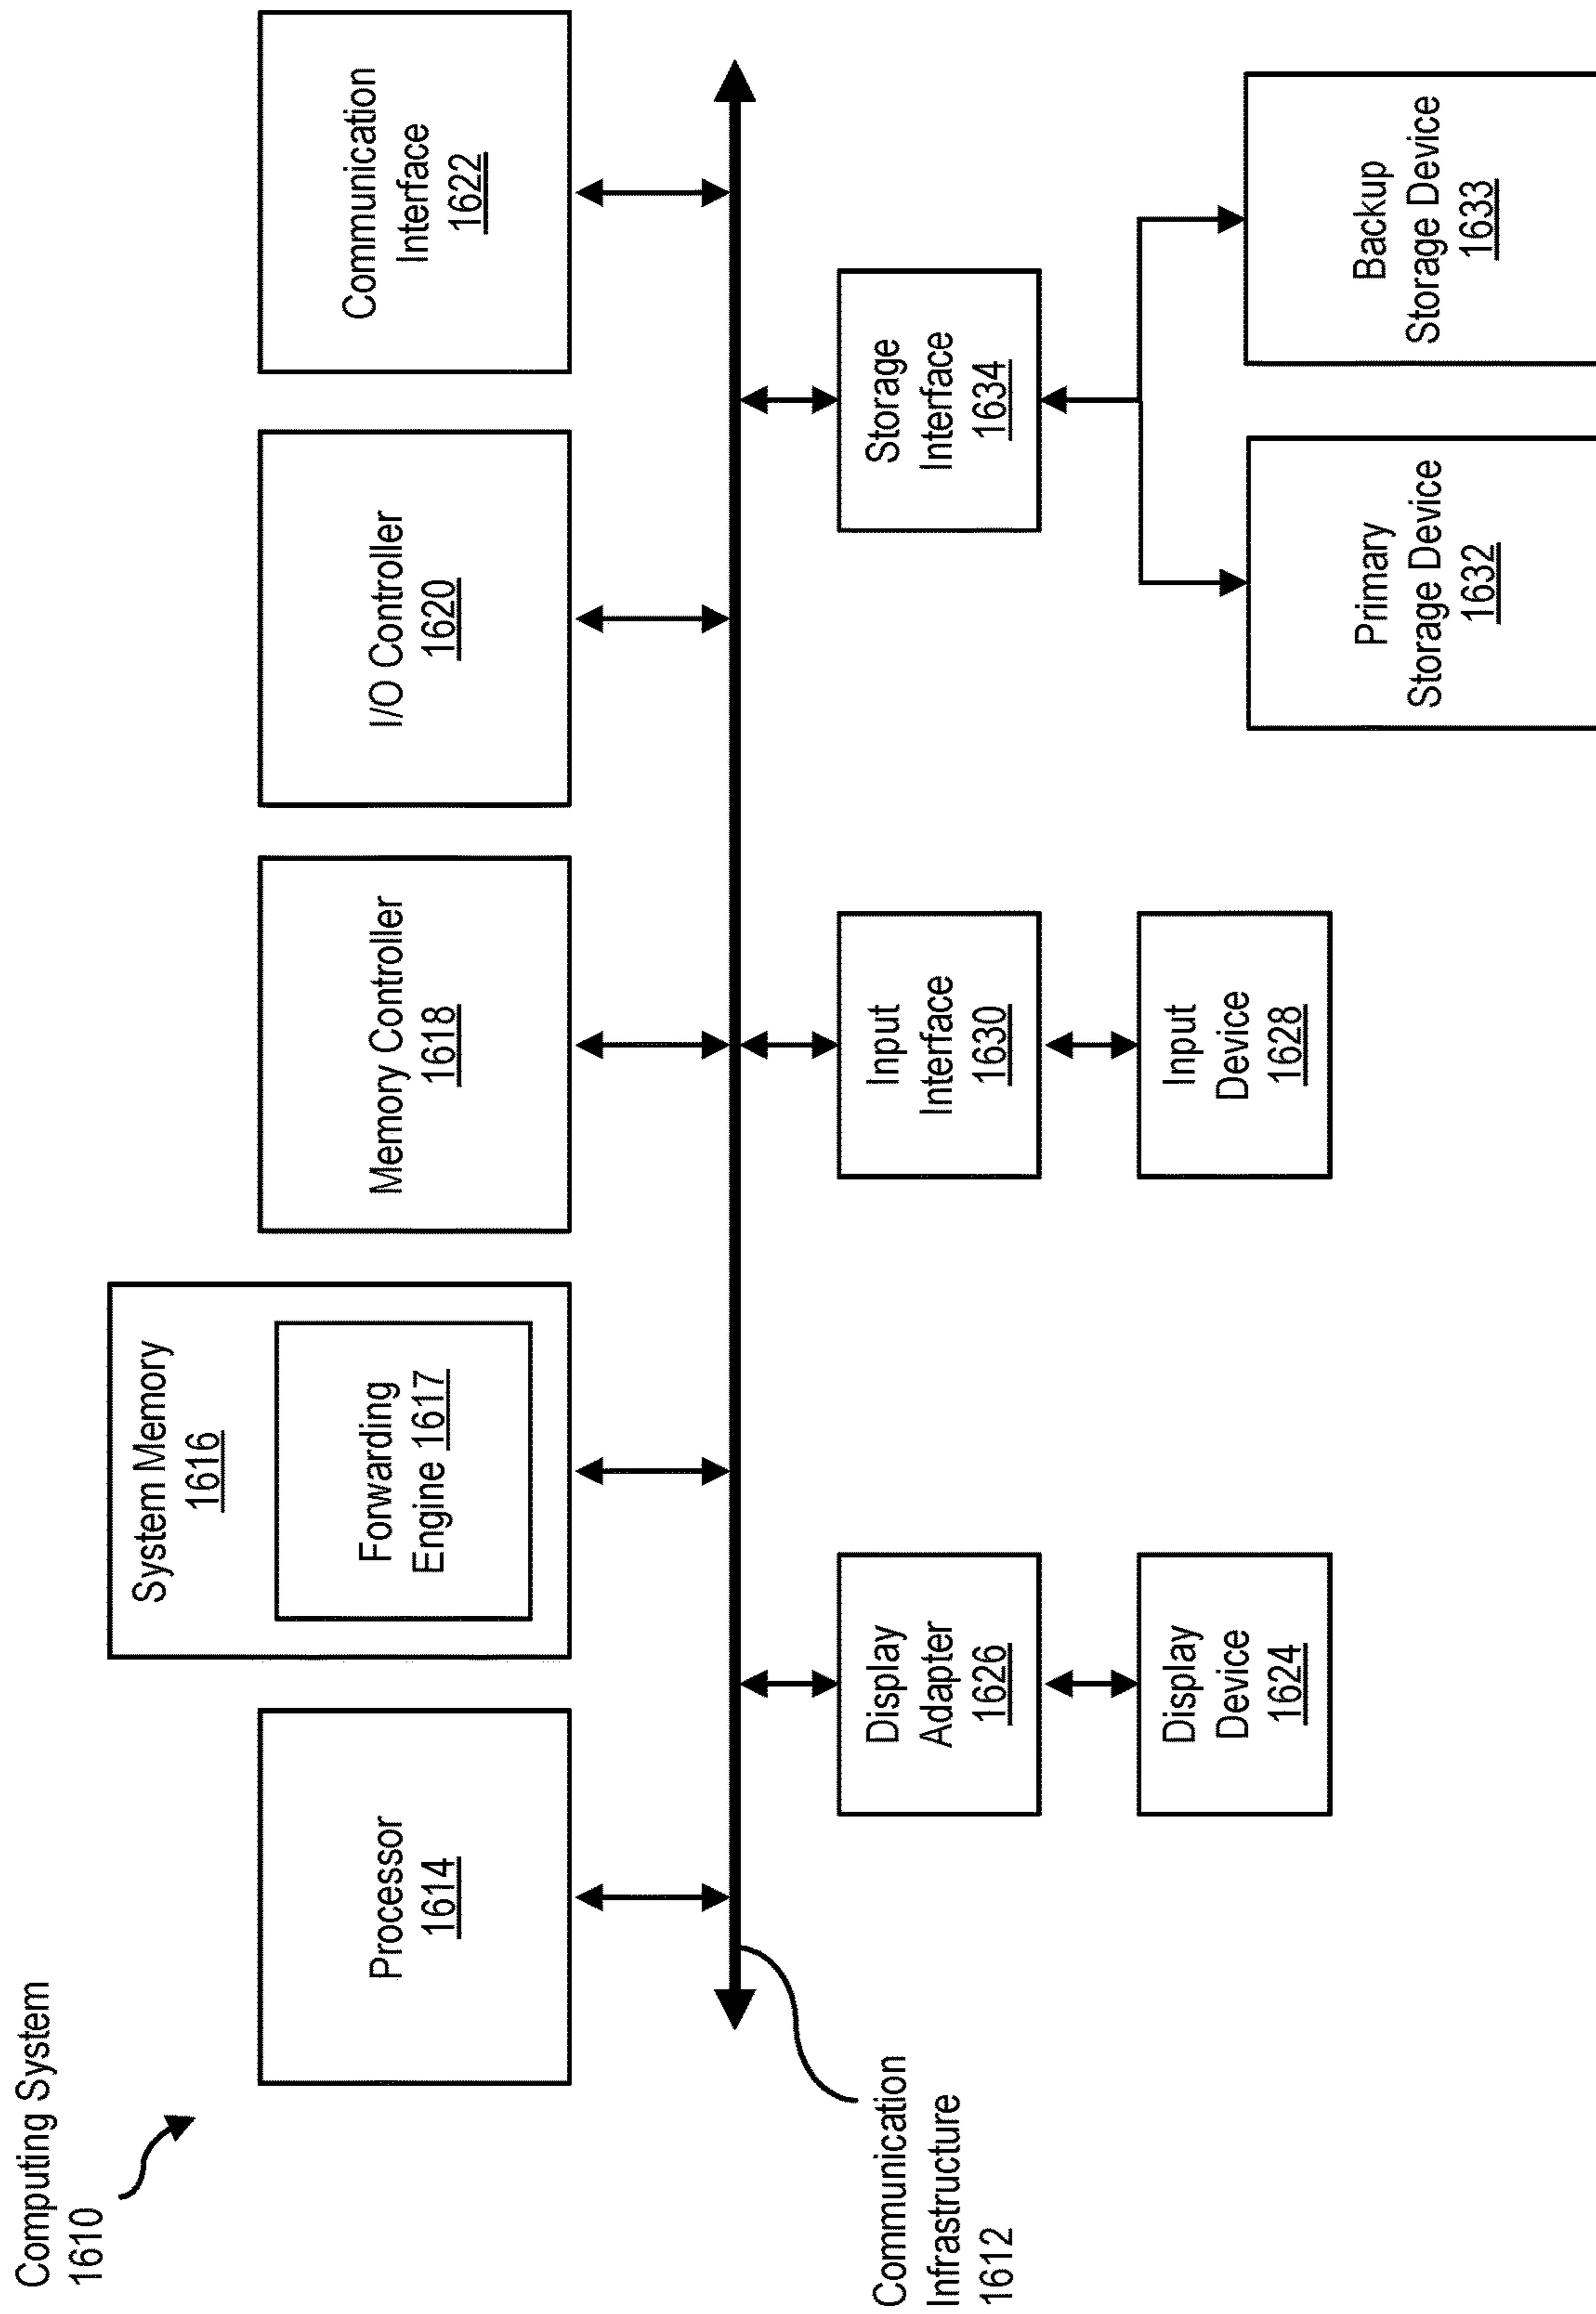 Computing System
1610
Processor
1614
System Memory
1616
Forwarding
Engine 1617
Memory Controller
1618
I/O Controller
1620
Communication
Interface
1622
Communication
Infrastructure
1612
Display
Adapter
1626
Input
Interface
1630
Storage
Interface
1634
Display
Device
1624
Input
Device
1628
Primary
Storage Device
1632
Backup
Storage Device
1633